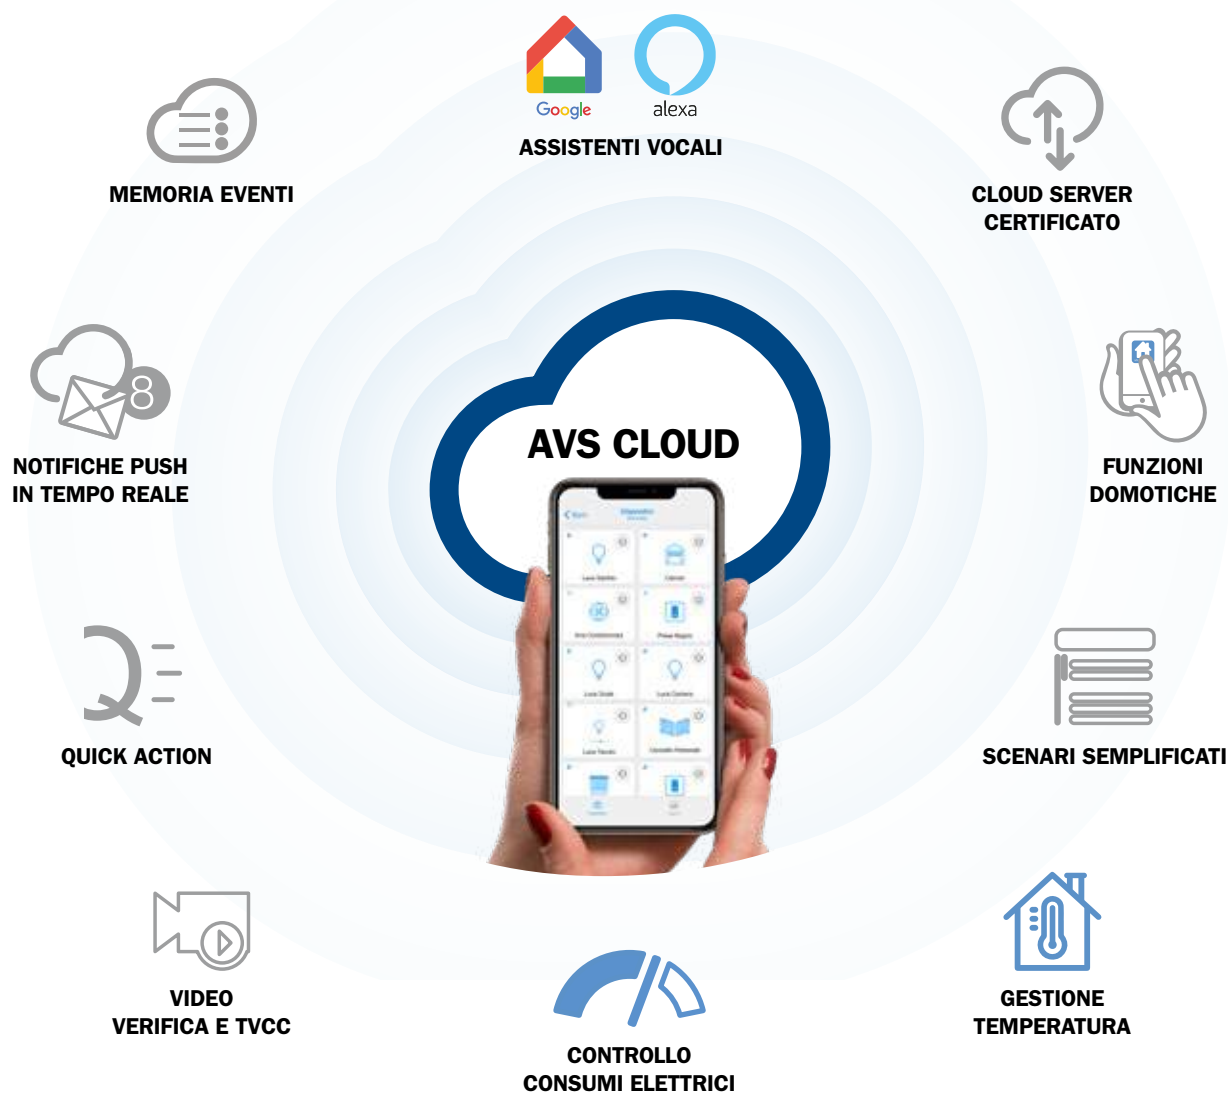 Google
alexa
ASSISTENTI VOCALI
MEMORIA EVENTI
CLOUD SERVER
CERTIFICATO
NOTIFICHE PUSH
IN TEMPO REALE
8
AVS CLOUD
FUNZIONI
DOMOTICHE
QUICK ACTION
SCENARI SEMPLIFICATI
VIDEO
VERIFICA E TVCC
CONTROLLO
CONSUMI ELETTRICI
GESTIONE
TEMPERATURA